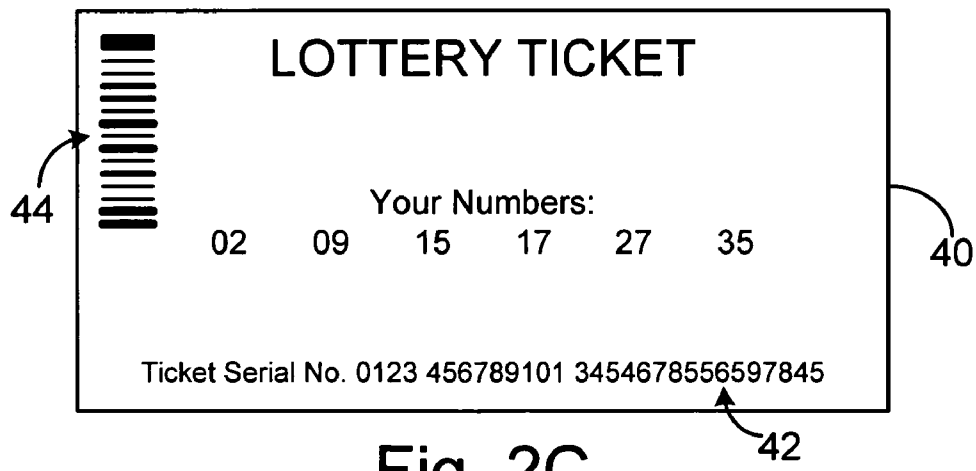 LOTTERY TICKET
44
Your Numbers:
02 09 15 17 27 35
40
Ticket Serial No. 0123 456789101 3454678556597845
42
Fig. 2C